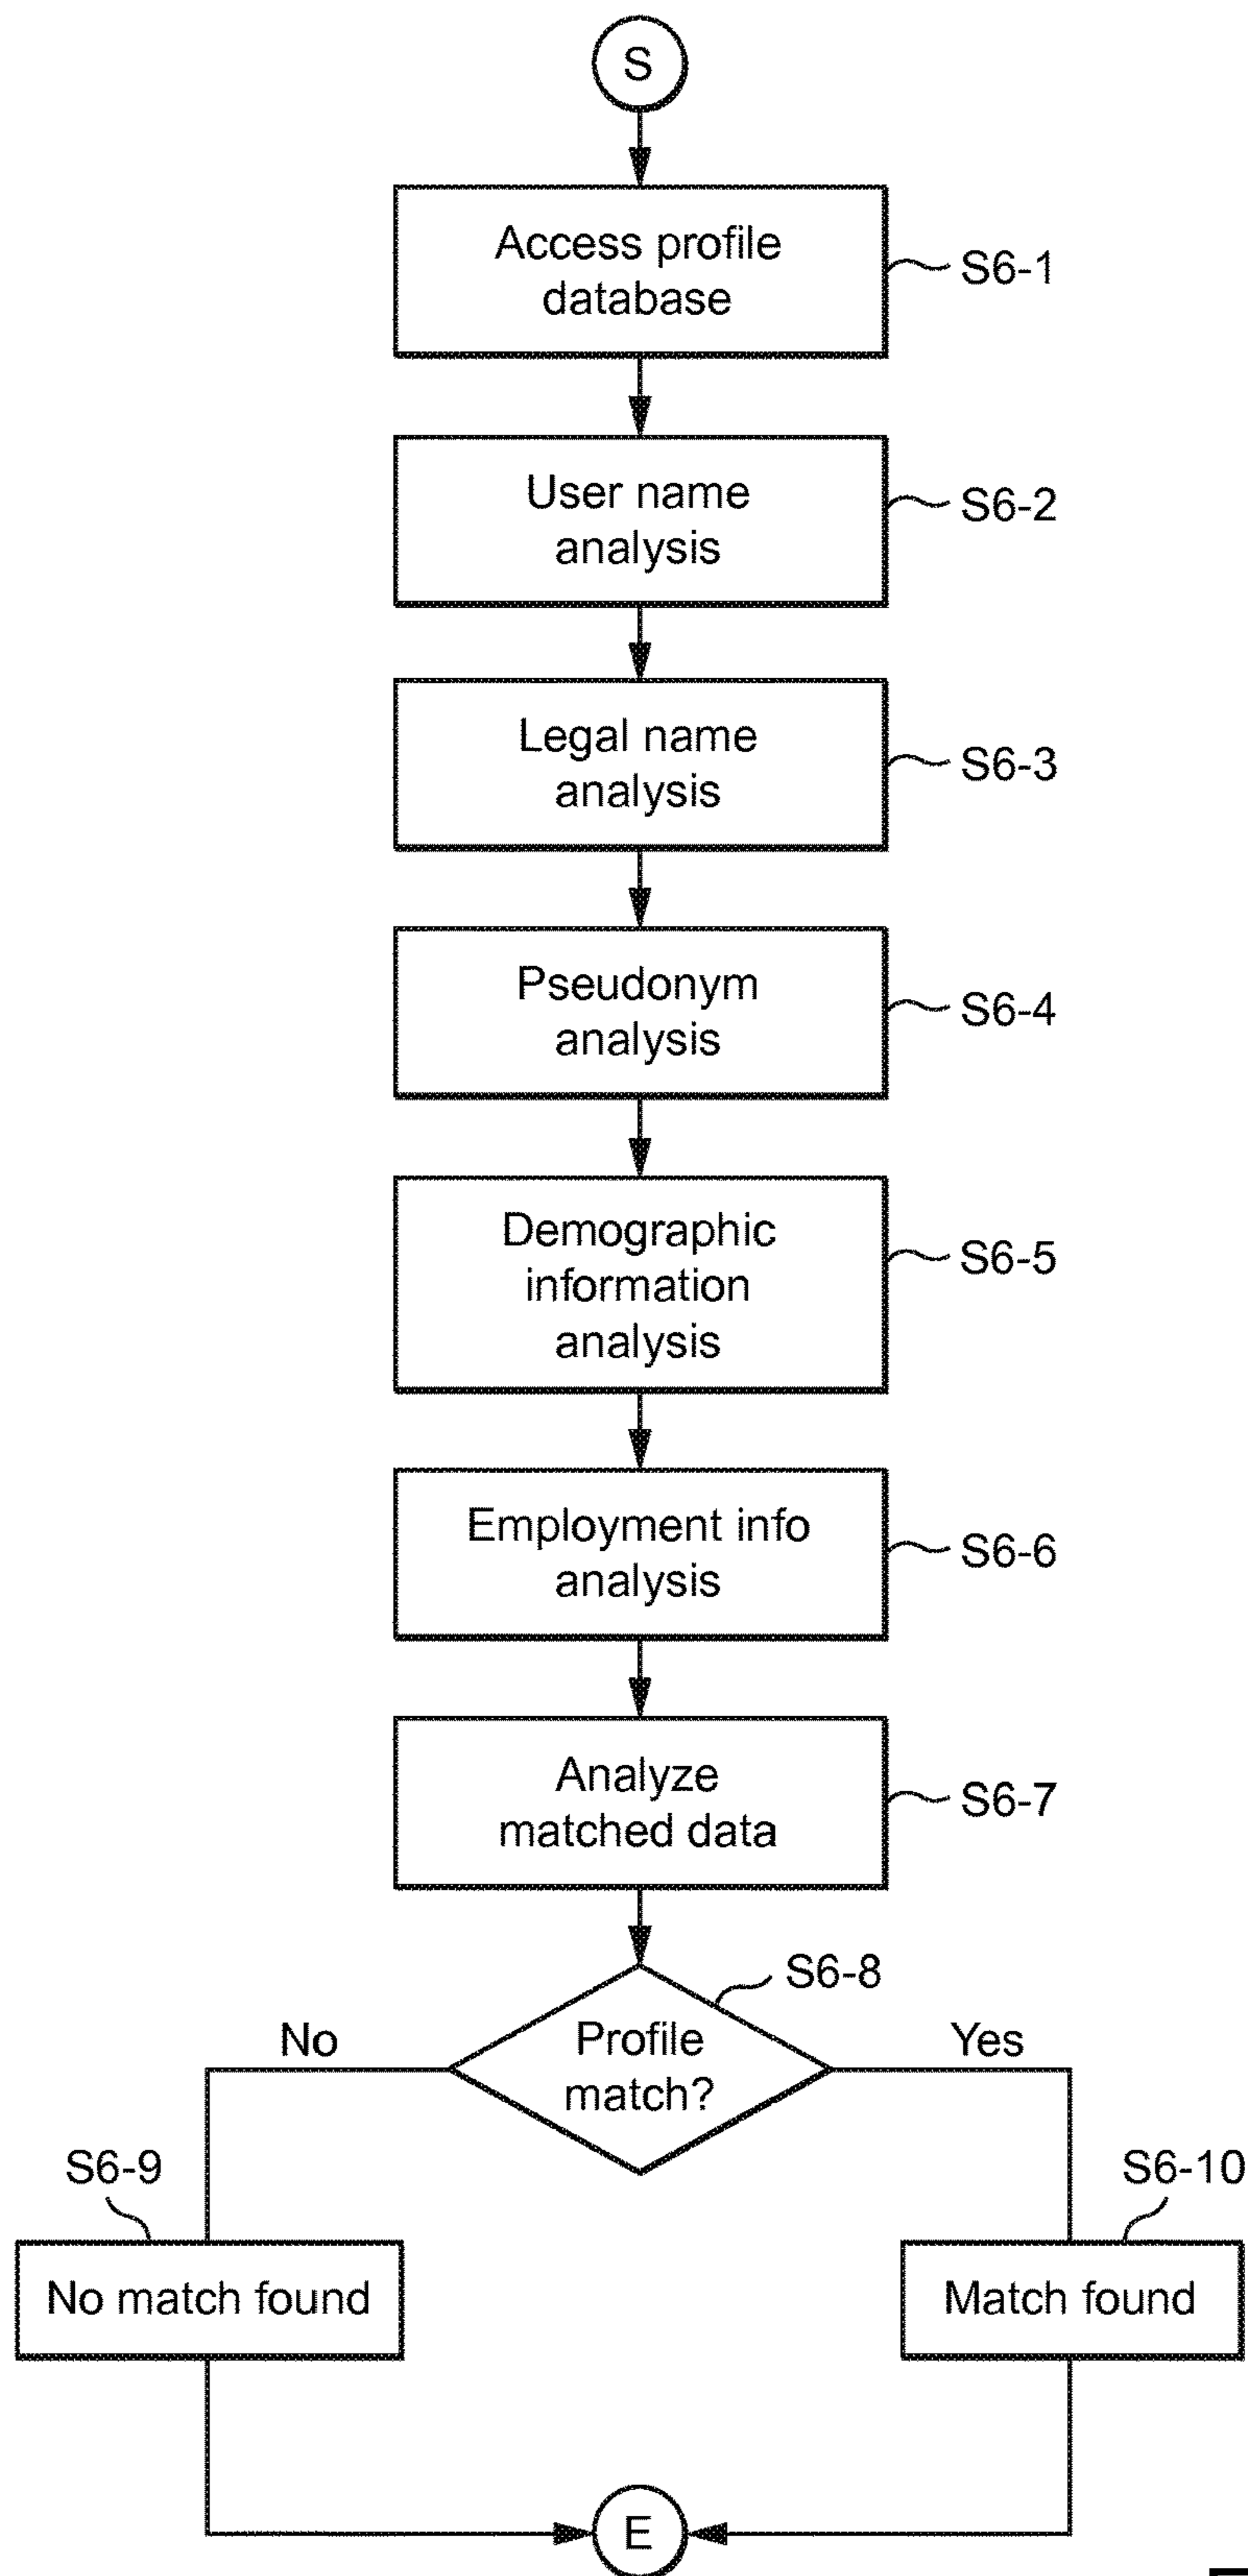 S
Access profile
database
S6-1
User name
analysis
S6-2
Legal name
analysis
S6-3
Pseudonym
analysis
S6-4
Demographic
information
analysis
S6-5
Employment info
analysis
S6-6
Analyze
matched data
S6-7
S6-8
No
Profile
match?
Yes
S6-9
S6-10
No match found
Match found
E